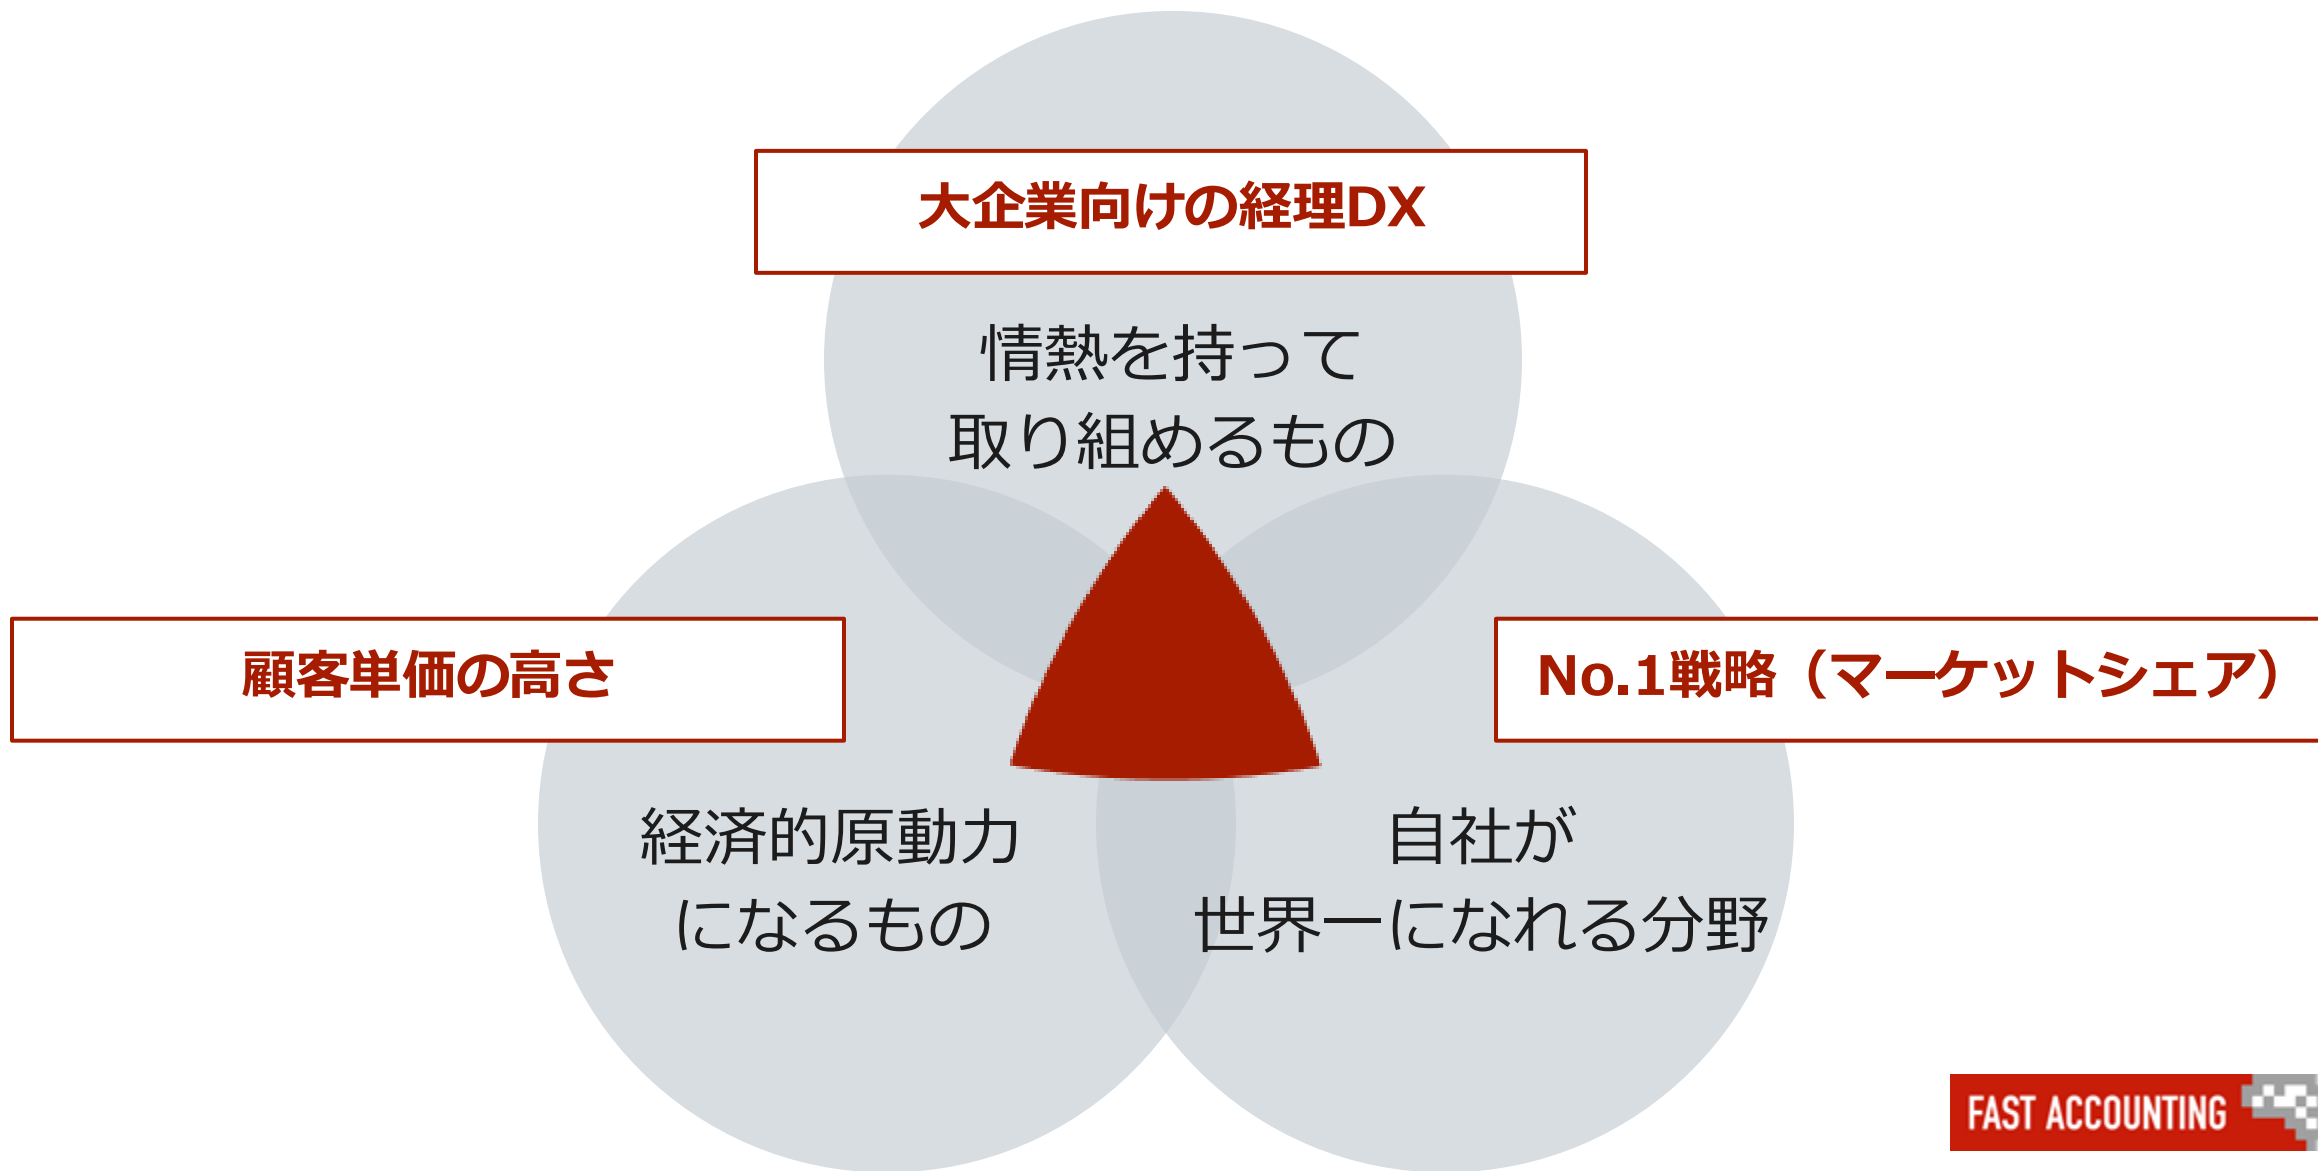 大企業向けの経理DX
情熱を持って
取り組めるもの
顧客単価の高さ
No.1戦略（マーケットシェア）
経済的原動力
になるもの
自社が
世界一になれる分野
FAST ACCOUNTING